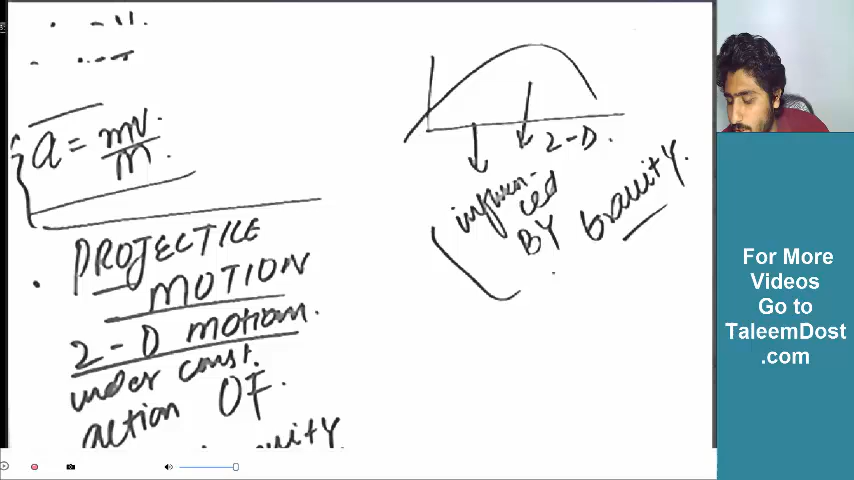 a = mv/m.
PROJECTILE
MOTION
2-D motion.
under const.
action OF.
2-D.
influen-
ced
BY Gravity.
For More
Videos
Go to
TaleemDost
.com